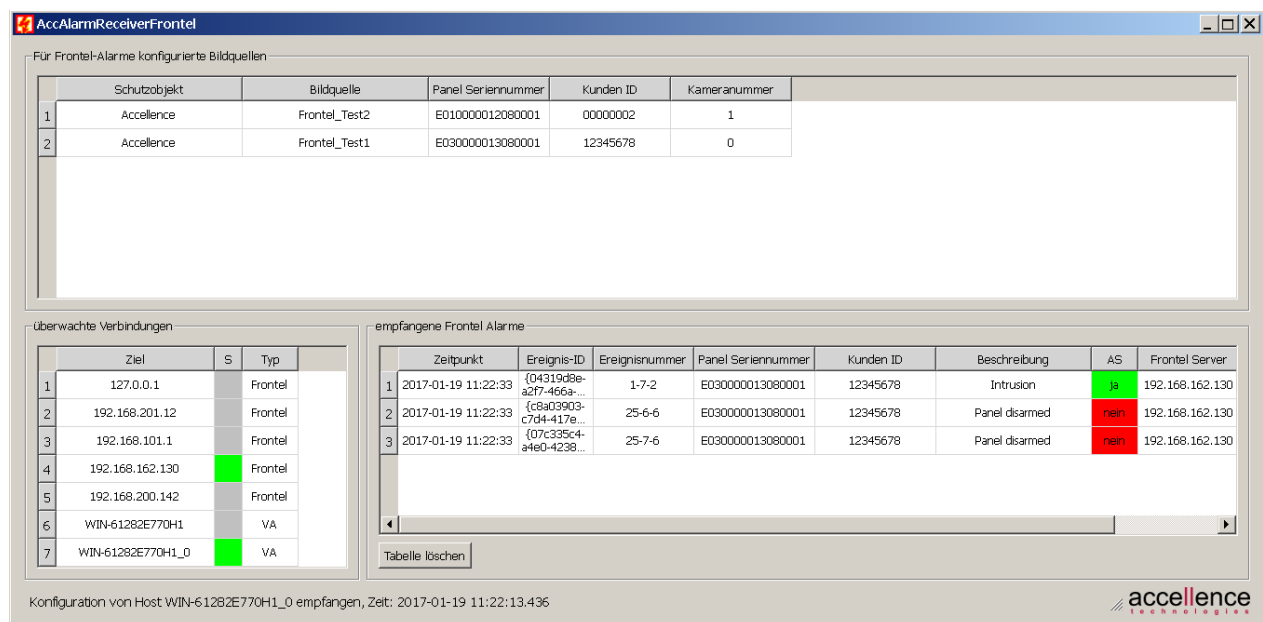 AccAlarmReceiverFrontel
Für Frontel-Alarme konfigurierte Bildquellen
Schutzobjekt Bildquelle Panel Seriennummer Kunden ID Kameranummer
1 Accellence Frontel_Test2 E010000012080001 00000002 1
2 Accellence Frontel_Test1 E030000013080001 12345678 0
überwachte Verbindungen
Ziel S Typ
1 127.0.0.1 Frontel
2 192.168.201.12 Frontel
3 192.168.101.1 Frontel
4 192.168.162.130 Frontel
5 192.168.200.142 Frontel
6 WIN-61282E770H1 VA
7 WIN-61282E770H1_0 VA
empfangene Frontel Alarme
Zeitpunkt Ereignis-ID Ereignisnummer Panel Seriennummer Kunden ID Beschreibung AS Frontel Server
1 2017-01-19 11:22:33 {04319d8e-a2f7-466a-... 1-7-2 E030000013080001 12345678 Intrusion ja 192.168.162.130
2 2017-01-19 11:22:33 {c8a03903-c7d4-417e... 25-6-6 E030000013080001 12345678 Panel disarmed nein 192.168.162.130
3 2017-01-19 11:22:33 {07c335c4-a4e0-4238... 25-7-6 E030000013080001 12345678 Panel disarmed nein 192.168.162.130
Tabelle löschen
Konfiguration von Host WIN-61282E770H1_0 empfangen, Zeit: 2017-01-19 11:22:13.436
accellence
technologies